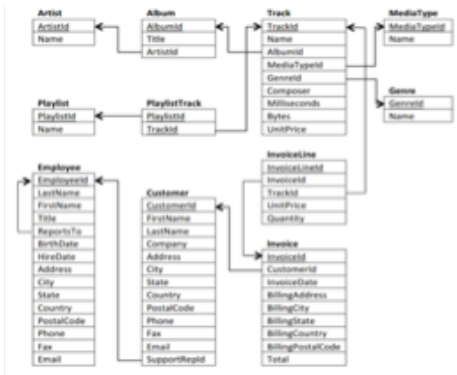 Artist
ArtistId
Name
Album
AlbumId
Title
ArtistId
Track
TrackId
Name
AlbumId
MediaTypeId
GenreId
Composer
Milliseconds
Bytes
UnitPrice
MediaType
MediaTypeId
Name
Genre
GenreId
Name
Playlist
PlaylistId
Name
PlaylistTrack
PlaylistId
TrackId
InvoiceLine
InvoiceLineId
InvoiceId
TrackId
UnitPrice
Quantity
Employee
EmployeeId
LastName
FirstName
Title
ReportsTo
BirthDate
HireDate
Address
City
State
Country
PostalCode
Phone
Fax
Email
Customer
CustomerId
FirstName
LastName
Company
Address
City
State
Country
PostalCode
Phone
Fax
Email
SupportRepId
Invoice
InvoiceId
CustomerId
InvoiceDate
BillingAddress
BillingCity
BillingState
BillingCountry
BillingPostalCode
Total